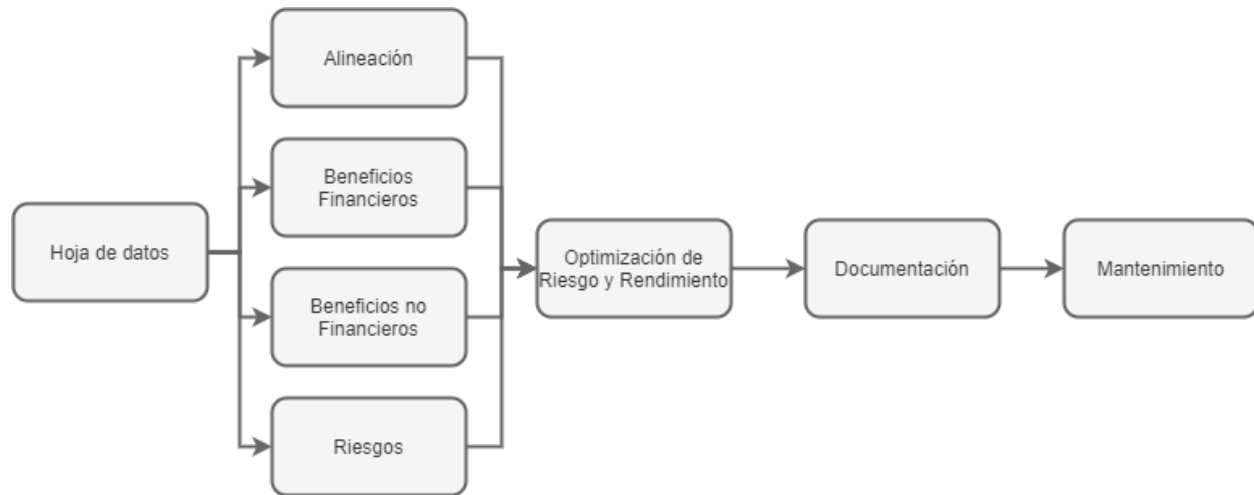 Hoja de datos
Alineación
Beneficios
Financieros
Beneficios no
Financieros
Riesgos
Optimización de
Riesgo y Rendimiento
Documentación
Mantenimiento